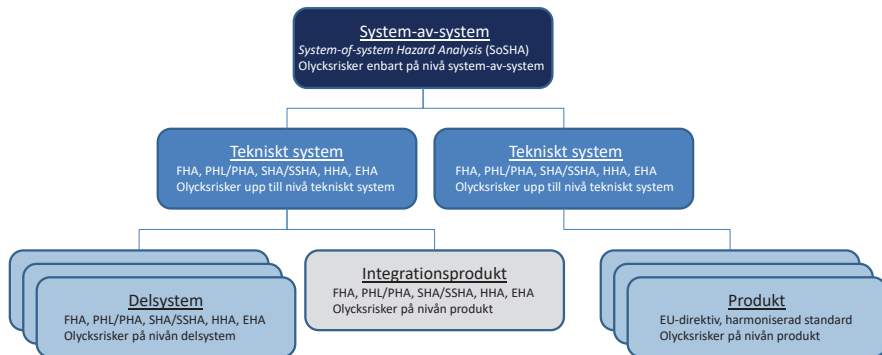 System-av-system
System-of-system Hazard Analysis (SoSHA)
Olycksrisker enbart på nivå system-av-system
Tekniskt system
FHA, PHL/PHA, SHA/SSHA, HHA, EHA
Olycksrisker upp till nivå tekniskt system
Tekniskt system
FHA, PHL/PHA, SHA/SSHA, HHA, EHA
Olycksrisker upp till nivå tekniskt system
Delsystem
FHA, PHL/PHA, SHA/SSHA, HHA, EHA
Olycksrisker på nivån delsystem
Integrationsprodukt
FHA, PHL/PHA, SHA/SSHA, HHA, EHA
Olycksrisker på nivån produkt
Produkt
EU-direktiv, harmoniserad standard
Olycksrisker på nivån produkt